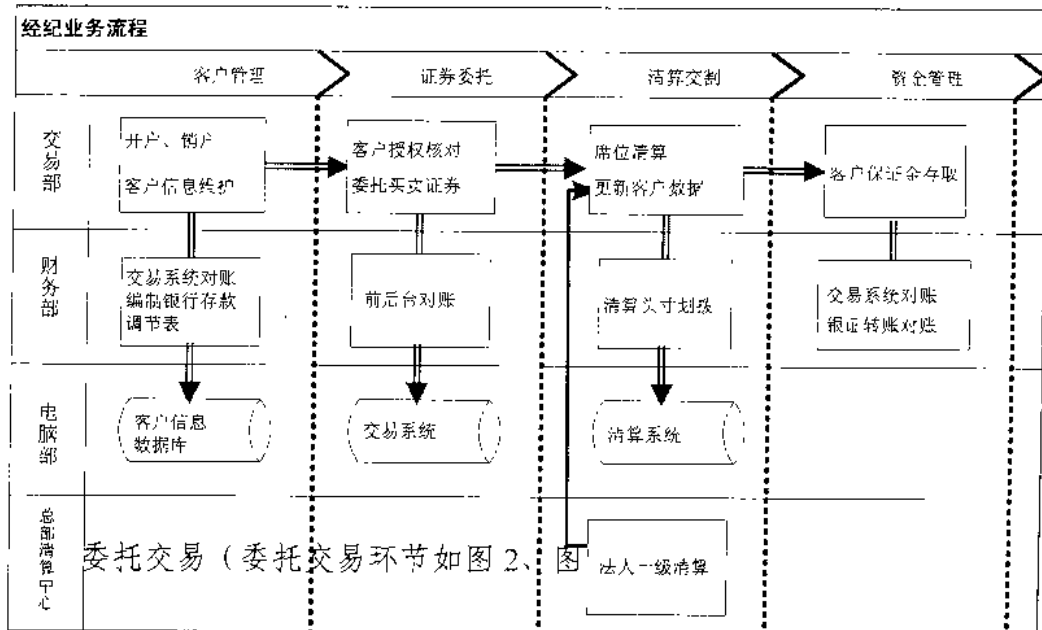 经纪业务流程
客户管理
证券委托
清算交割
资金管理
交易部
开户、销户
客户信息维护
客户授权核对
委托买卖证券
席位清算
更新客户数据
客户保证金存取
财务部
交易系统对账
编制银行存款
调节表
前后台对账
清算头寸划拨
交易系统对账
银证转账对账
电脑部
客户信息
数据库
交易系统
清算系统
总部清算中心
委托交易（委托交易环节如图2、图
法人一级清算